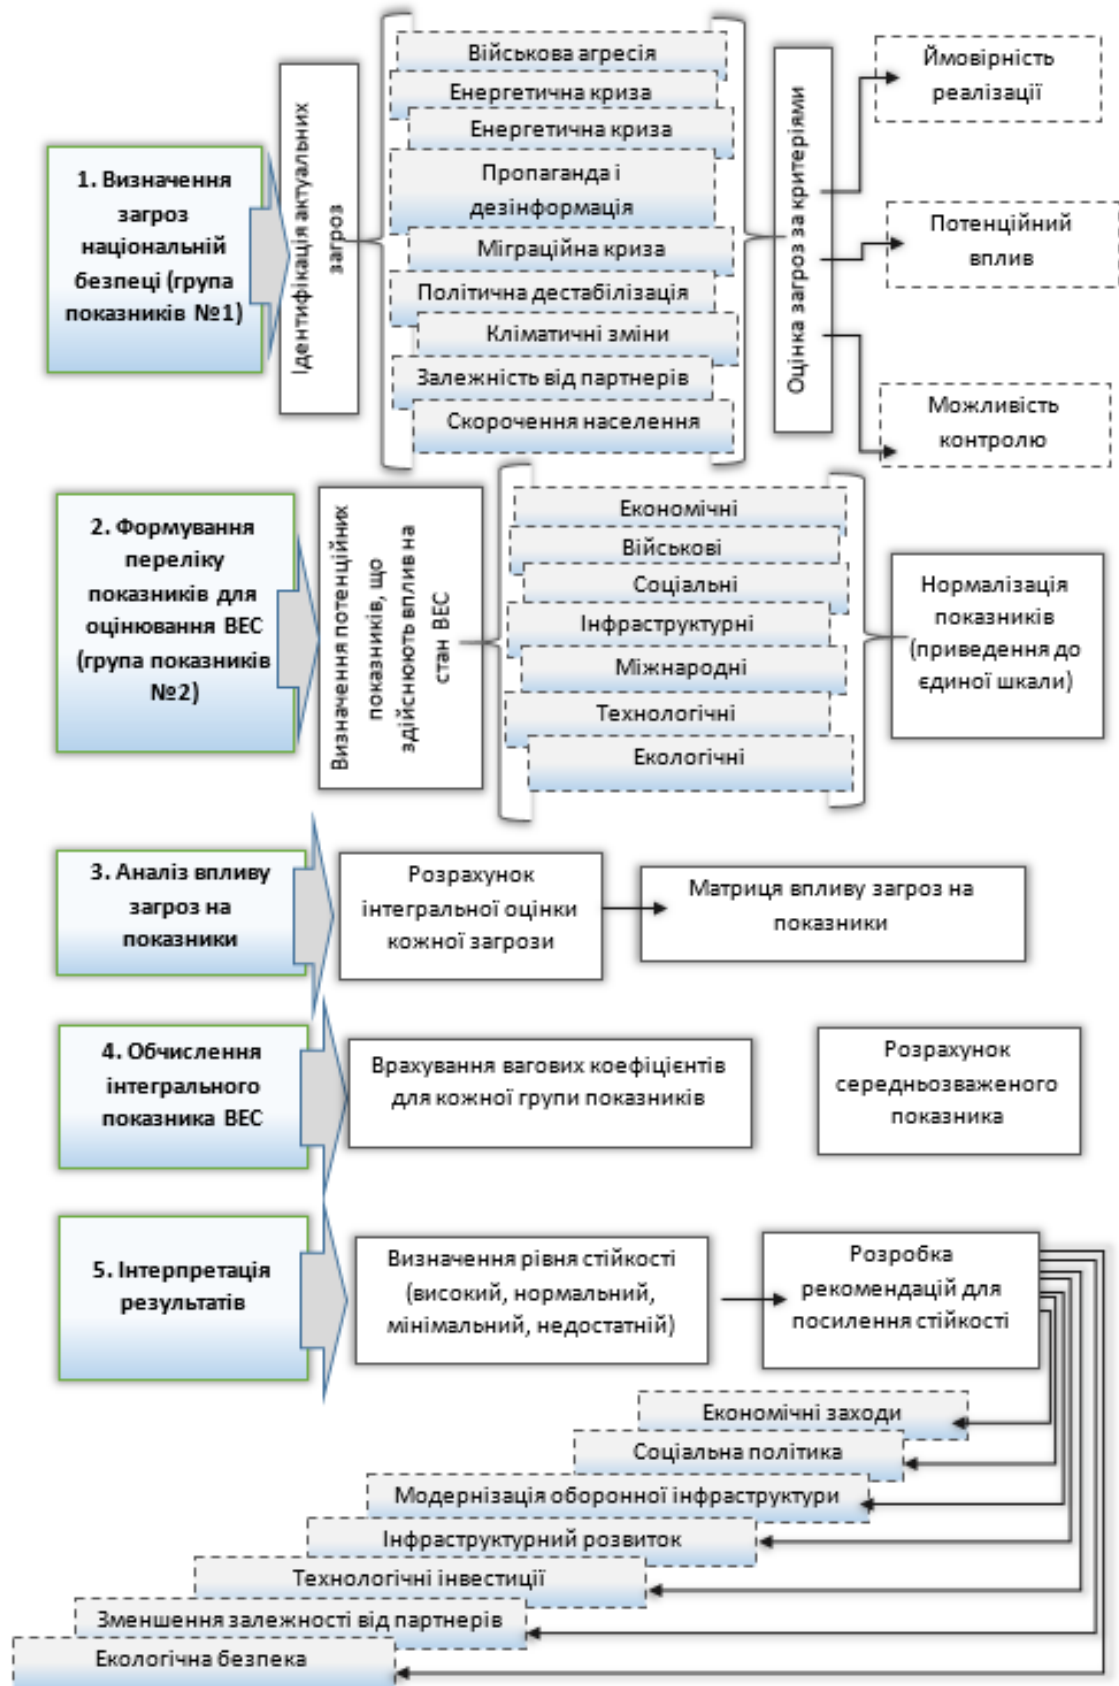 1. Визначення
загроз
національній
безпеці (група
показників №1)
Ідентифікація актуальних
загроз
Військова агресія
Енергетична криза
Енергетична криза
Пропаганда і
дезінформація
Міграційна криза
Політична дестабілізація
Кліматичні зміни
Залежність від партнерів
Скорочення населення
Оцінка загроз за критеріями
Ймовірність
реалізації
Потенційний
вплив
Можливість
контролю
2. Формування
переліку
показників для
оцінювання ВЕС
(група показників
№2)
Визначення потенційних
показників, що
здійснюють вплив на
стан ВЕС
Економічні
Військові
Соціальні
Інфраструктурні
Міжнародні
Технологічні
Екологічні
Нормалізація
показників
(приведення до
єдиної шкали)
3. Аналіз впливу
загроз на
показники
Розрахунок
інтегральної оцінки
кожної загрози
Матриця впливу загроз на
показники
4. Обчислення
інтегрального
показника ВЕС
Врахування вагових коефіцієнтів
для кожної групи показників
Розрахунок
середньозваженого
показника
5. Інтерпретація
результатів
Визначення рівня стійкості
(високий, нормальний,
мінімальний, недостатній)
Розробка
рекомендацій для
посилення стійкості
Економічні заходи
Соціальна політика
Модернізація оборонної інфраструктури
Інфраструктурний розвиток
Технологічні інвестиції
Зменшення залежності від партнерів
Екологічна безпека